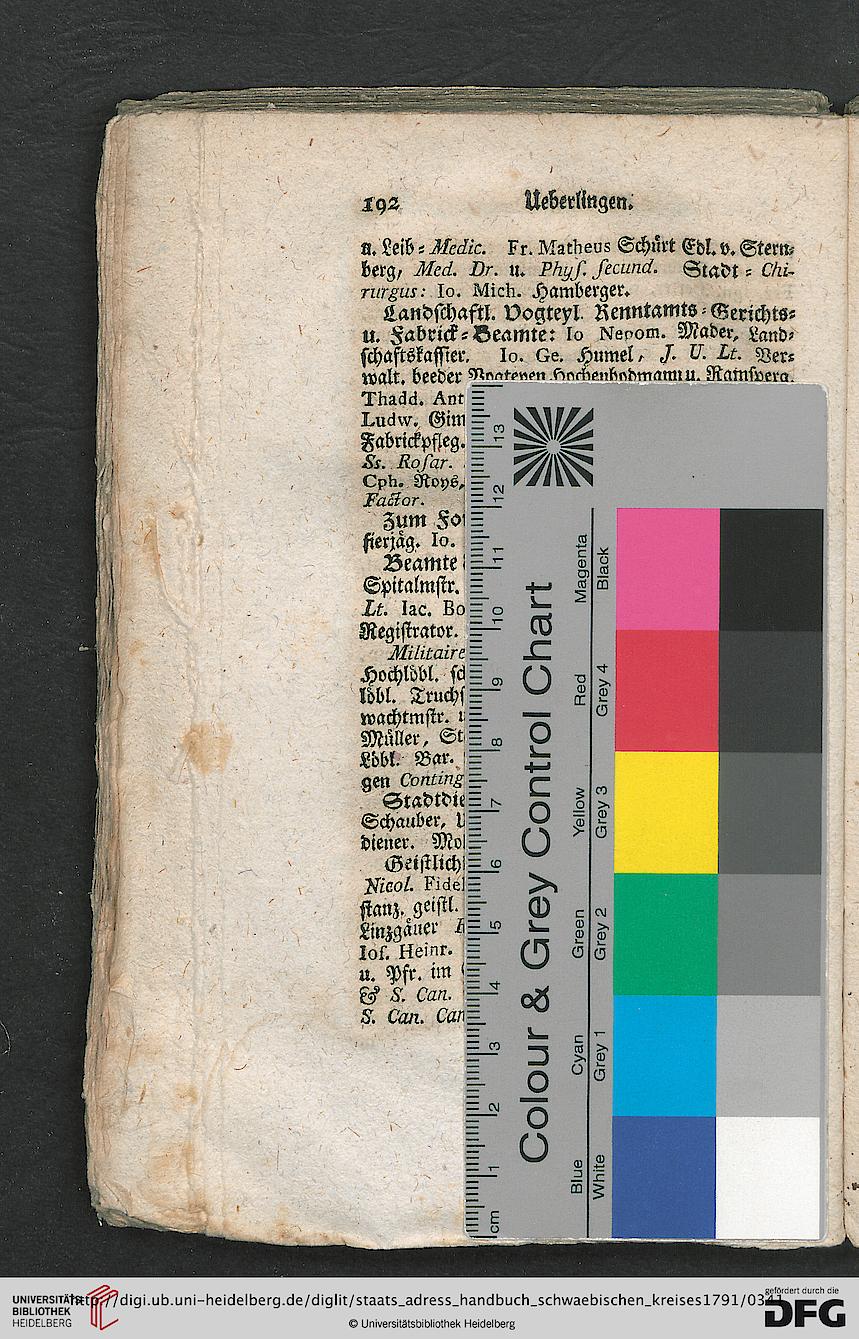 192 Ueberlingen.
a. Leib = Medic. Fr. Matheus Schürt Edl. v. Stern=
berg, Med. Dr. u. Phyſ. ſecund. Stadt = Chi-
rurgus: Io. Mich. Hamberger.
Landſchaftl. Vogteyl. Renntamts = Gerichts=
u. Fabrick = Beamte: Io Nepom. Mader, Land=
ſchaftskaſſier. Io. Ge. Humel, J. U. Lt. Ver=
walt. beeder Vogteyen Hochenbodmann u. Ramſperg.
Thadd. Ant
Ludw. Gim
Fabrickpfleg.
Ss. Roſar.
Cph. Roys,
Factor.
Zum Fo
ſierjäg. Io.
Beamte
Spitalmſtr.
Lt. Iac. Bo
Regiſtrator.
Militaire
Hochlöbl. ſc
löbl. Truchſ
wachtmſtr. u
Müller, St
Löbl. Bar.
gen Conting
Stadtdie
Schauber, U
diener. Mo
Geiſtlich
Nicol. Fidel
ſtanz. geiſtl.
Linzgäuer
Ioſ. Heinr.
u. Pfr. im
& S. Can.
S. Can. Can
Colour & Grey Control Chart
Magenta Black
Red Grey 4
Yellow Grey 3
Green Grey 2
Cyan Grey 1
Blue White
13
12
11
10
9
8
7
6
5
4
3
2
1
cm
UNIVERSITÄTS-
BIBLIOTHEK
HEIDELBERG
http://digi.ub.uni-heidelberg.de/diglit/staats_adress_handbuch_schwaebischen_kreises1791/0341
© Universitätsbibliothek Heidelberg
gefördert durch die
DFG